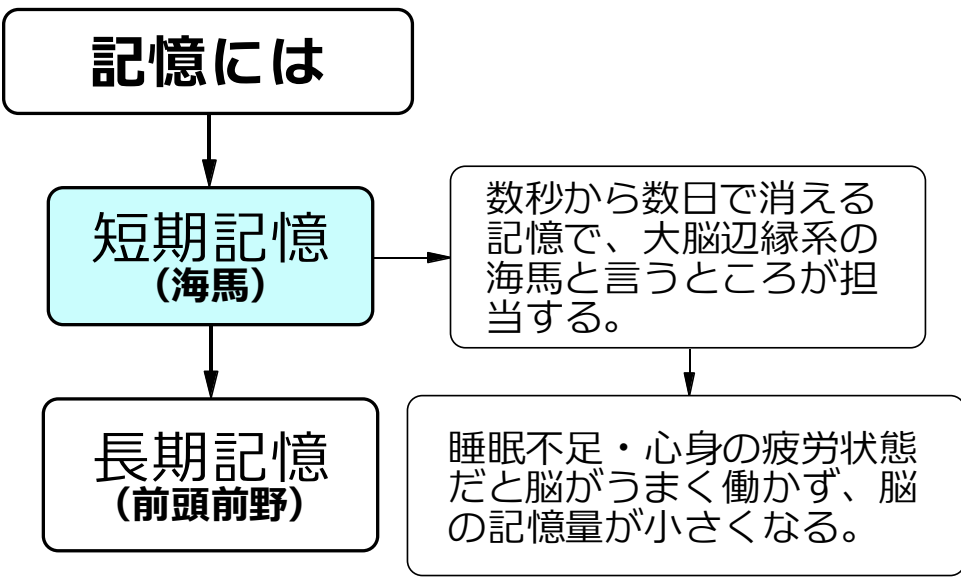 記憶には
短期記憶
（海馬）
数秒から数日で消える
記憶で、大脳辺縁系の
海馬と言うところが担
当する。
長期記憶
（前頭前野）
睡眠不足・心身の疲労状態
だと脳がうまく働かず、脳
の記憶量が小さくなる。